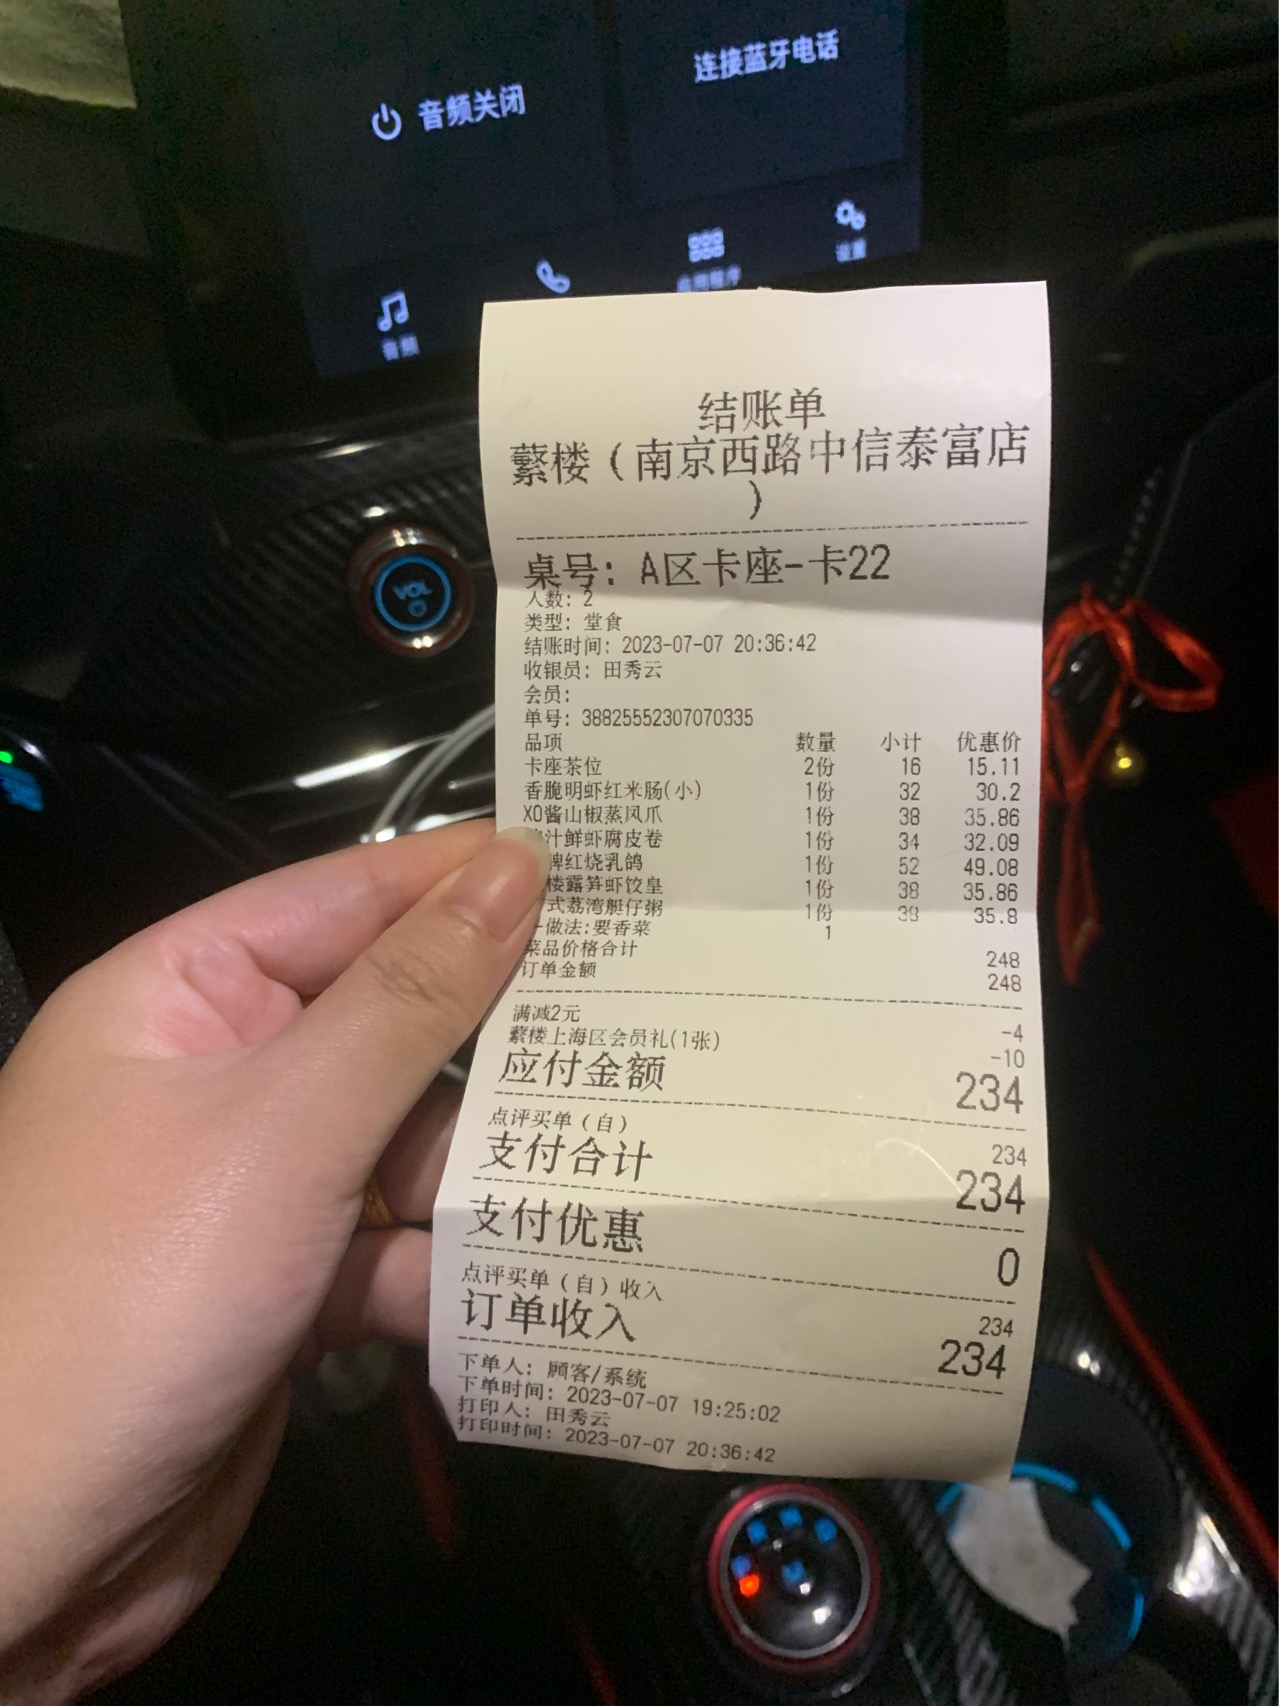 连接蓝牙电话
音频关闭
设置
音频
结账单
蘩楼（南京西路中信泰富店
）
桌号: A区卡座-卡22
人数: 2
类型: 堂食
结账时间: 2023-07-07 20:36:42
收银员: 田秀云
会员:
单号: 38825552307070335
品项 数量 小计 优惠价
卡座茶位 2份 16 15.11
香脆明虾红米肠(小) 1份 32 30.2
XO酱山椒蒸凤爪 1份 38 35.86
汁鲜虾腐皮卷 1份 34 32.09
牌红烧乳鸽 1份 52 49.08
楼露笋虾饺皇 1份 38 35.86
式荔湾艇仔粥 1份 38 35.8
-做法:要香菜 1
菜品价格合计 248
订单金额 248
满减2元 -4
蘩楼上海区会员礼(1张) -10
应付金额 234
点评买单（自） 234
支付合计 234
支付优惠 0
点评买单（自）收入 234
订单收入 234
下单人: 顾客/系统
下单时间: 2023-07-07 19:25:02
打印人: 田秀云
打印时间: 2023-07-07 20:36:42
VOL
R N D